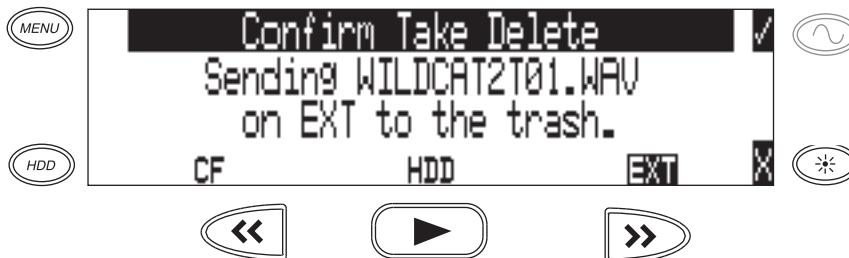 MENU
Confirm Take Delete
Sending WILDCAT2T01.WAV
on EXT to the trash.
HDD
CF HDD EXT X